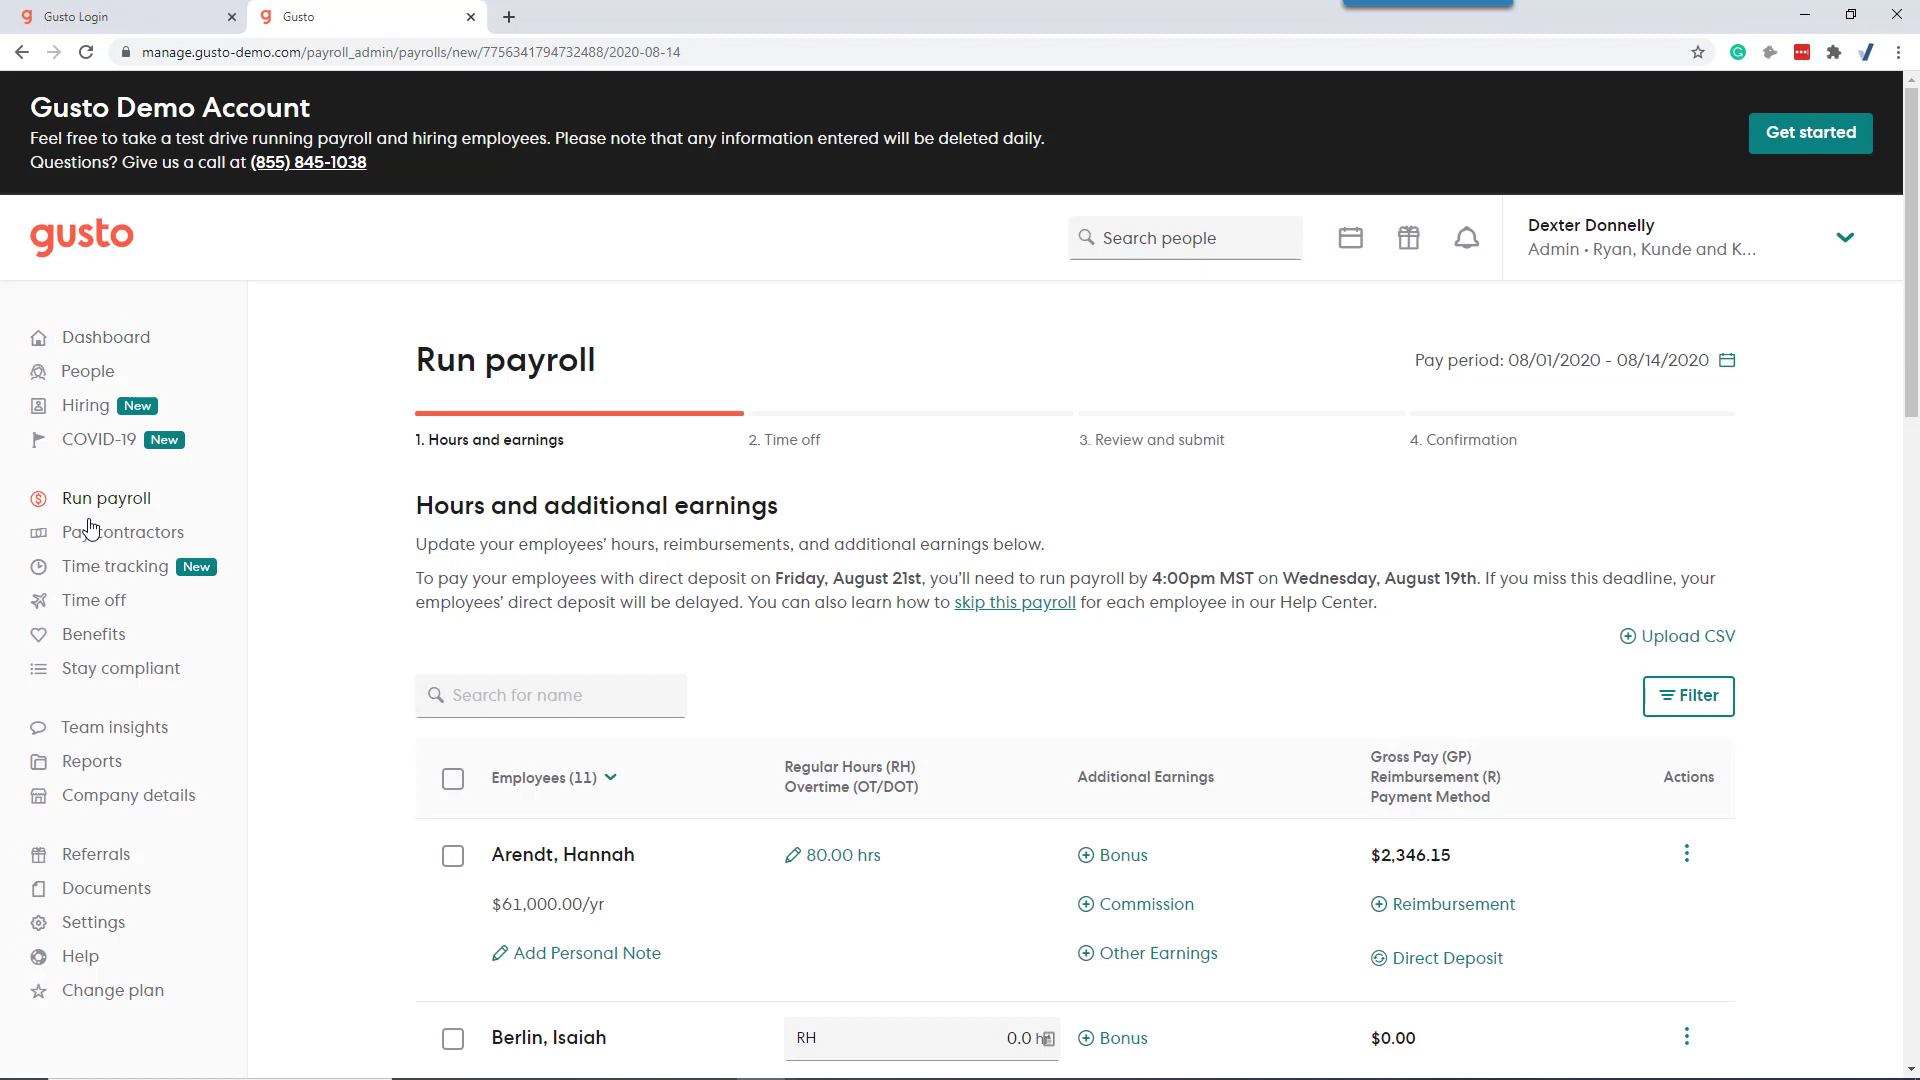 Gusto Login
Gusto
manage.gusto-demo.com/payroll_admin/payrolls/new/7756341794732488/2020-08-14
Gusto Demo Account
Feel free to take a test drive running payroll and hiring employees. Please note that any information entered will be deleted daily.
Questions? Give us a call at (855) 845-1038
Get started
gusto
Search people
Dexter Donnelly
Admin • Ryan, Kunde and K...
Dashboard
People
Hiring New
COVID-19 New
Run payroll
Pay contractors
Time tracking New
Time off
Benefits
Stay compliant
Team insights
Reports
Company details
Referrals
Documents
Settings
Help
Change plan
Run payroll
Pay period: 08/01/2020 - 08/14/2020
1. Hours and earnings
2. Time off
3. Review and submit
4. Confirmation
Hours and additional earnings
Update your employees’ hours, reimbursements, and additional earnings below.
To pay your employees with direct deposit on Friday, August 21st, you’ll need to run payroll by 4:00pm MST on Wednesday, August 19th. If you miss this deadline, your
employees’ direct deposit will be delayed. You can also learn how to skip this payroll for each employee in our Help Center.
Upload CSV
Search for name
Filter
Employees (11)
Regular Hours (RH)
Overtime (OT/DOT)
Additional Earnings
Gross Pay (GP)
Reimbursement (R)
Payment Method
Actions
Arendt, Hannah
80.00 hrs
Bonus
$2,346.15
$61,000.00/yr
Commission
Reimbursement
Add Personal Note
Other Earnings
Direct Deposit
Berlin, Isaiah
RH
0.0
Bonus
$0.00